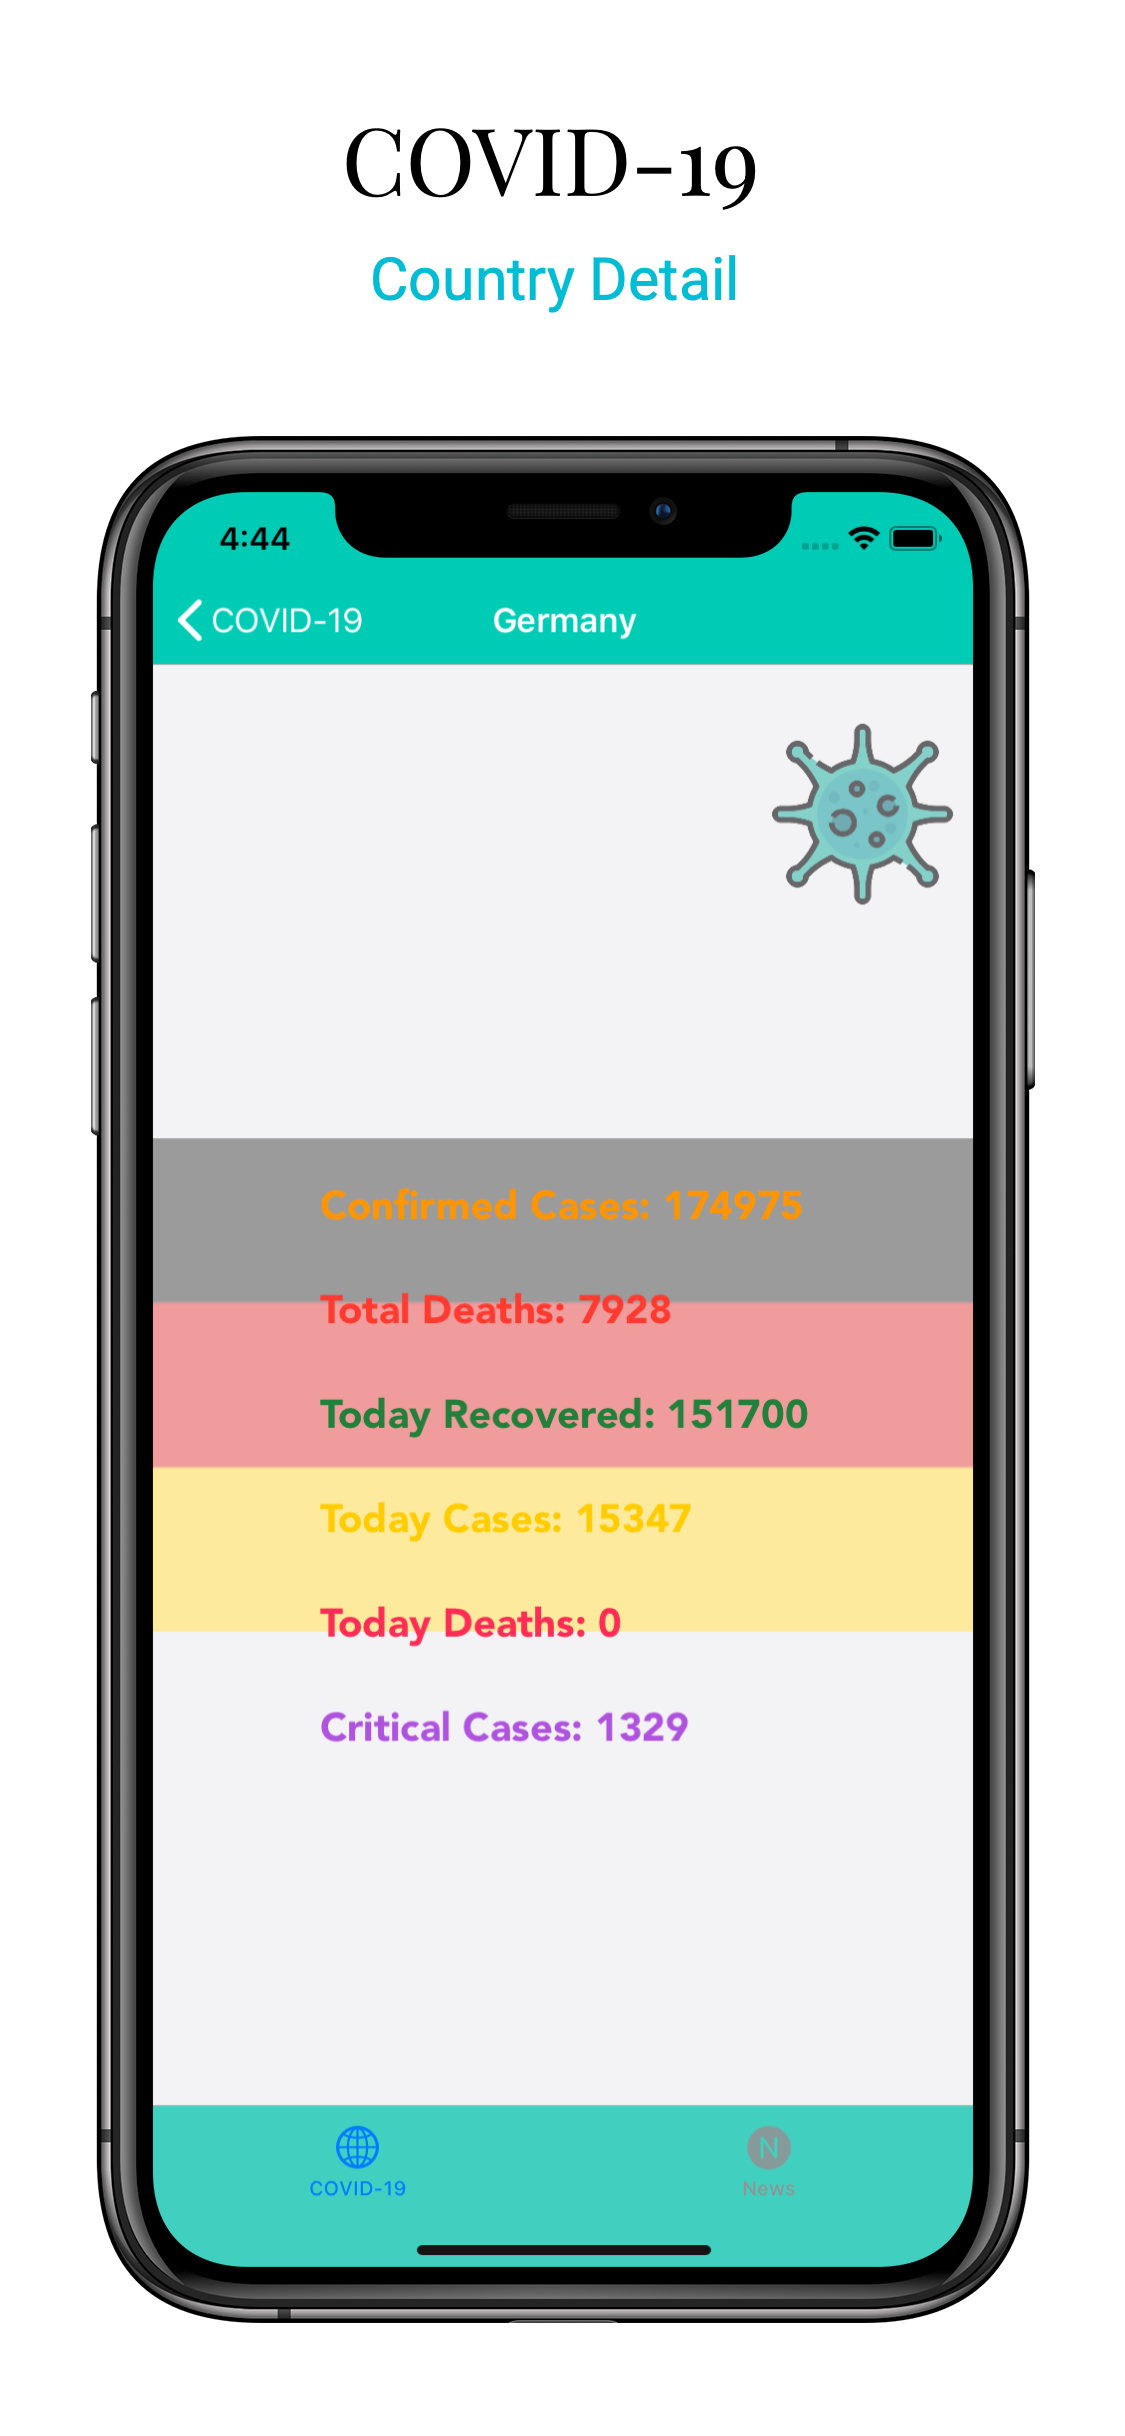 COVID-19
Country Detail
4:44
COVID-19
Germany
Confirmed Cases: 174975
Total Deaths: 7928
Today Recovered: 151700
Today Cases: 15347
Today Deaths: 0
Critical Cases: 1329
N
COVID-19
News